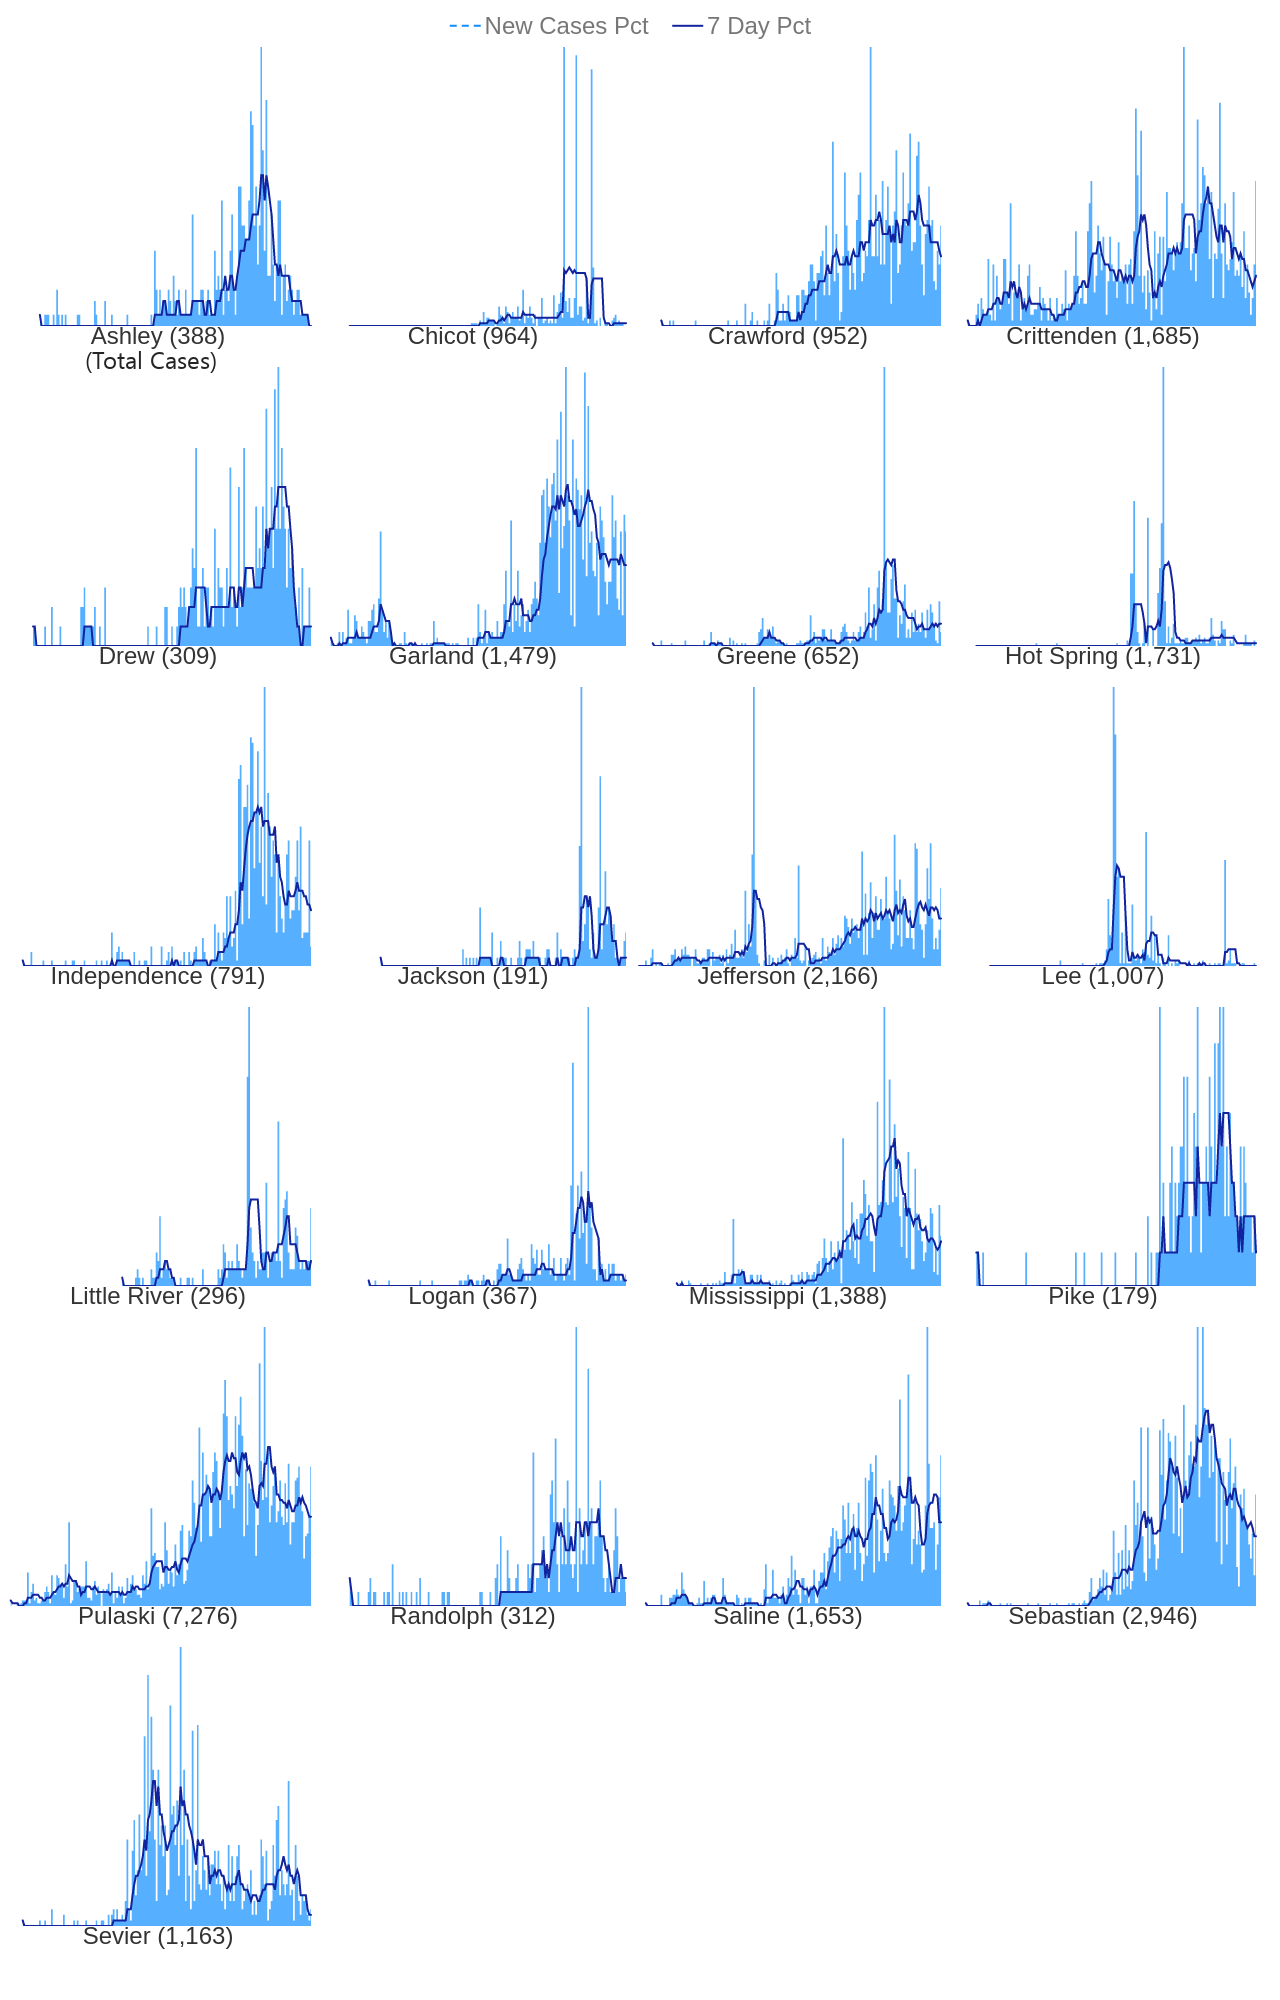 New Cases Pct 7 Day Pct
Ashley (388) Chicot (964) Crawford (952) Crittenden (1,685)
(Total Cases)
Drew (309) Garland (1,479) Greene (652) Hot Spring (1,731)
Independence (791) Jackson (191) Jefferson (2,166) Lee (1,007)
Little River (296) Logan (367) Mississippi (1,388) Pike (179)
Pulaski (7,276) Randolph (312) Saline (1,653) Sebastian (2,946)
Sevier (1,163)